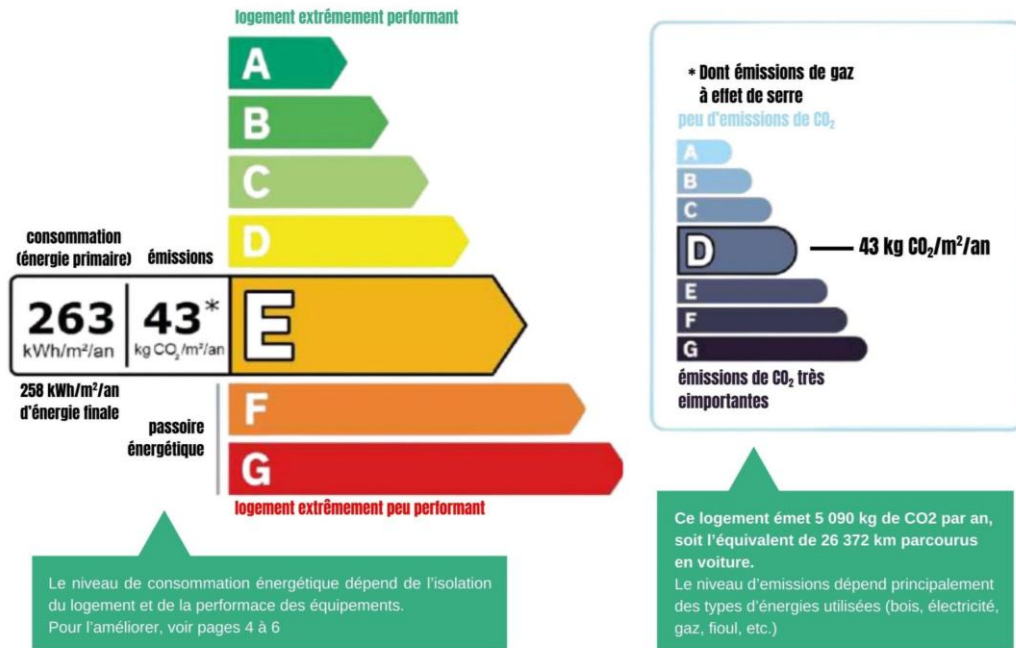 logement extrémement performant
A
B
C
D
consommation
(énergie primaire)
émissions
263
kWh/m²/an
43*
kg CO₂/m²/an
E
258 kWh/m²/an
d'énergie finale
passoire
énergétique
F
G
logement extrêmement peu performant
Le niveau de consommation énergétique dépend de l'isolation
du logement et de la performace des équipements.
Pour l'améliorer, voir pages 4 à 6
* Dont émissions de gaz
à effet de serre
peu d'emissions de CO₂
A
B
C
D
43 kg CO₂/m²/an
E
F
G
émissions de CO₂ très
eimportantes
Ce logement émet 5 090 kg de CO2 par an,
soit l'équivalent de 26 372 km parcourus
en voiture.
Le niveau d'emissions dépend principalement
des types d'énergies utilisées (bois, électricité,
gaz, fioul, etc.)